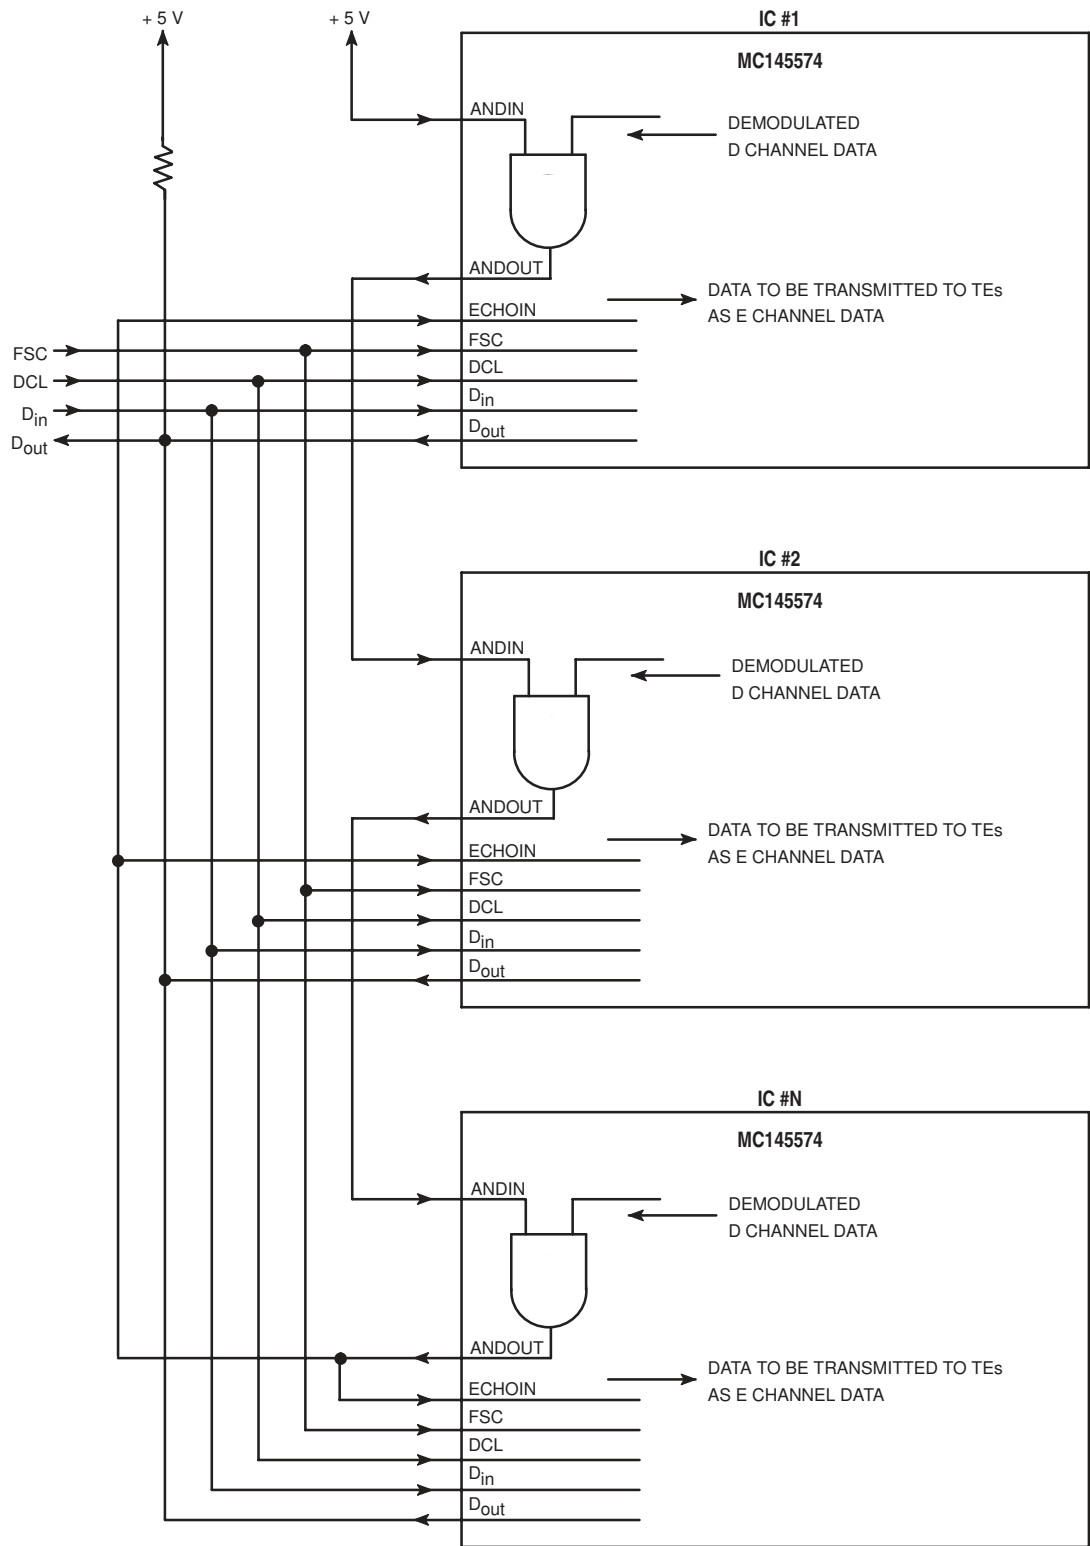 + 5 V
+ 5 V
IC #1
MC145574
ANDIN
DEMODULATED
D CHANNEL DATA
ANDOUT
DATA TO BE TRANSMITTED TO TEs
AS E CHANNEL DATA
ECHOIN
FSC
FSC
DCL
DCL
Din
Din
Dout
Dout
IC #2
MC145574
ANDIN
DEMODULATED
D CHANNEL DATA
ANDOUT
DATA TO BE TRANSMITTED TO TEs
AS E CHANNEL DATA
ECHOIN
FSC
DCL
Din
Dout
IC #N
MC145574
ANDIN
DEMODULATED
D CHANNEL DATA
ANDOUT
DATA TO BE TRANSMITTED TO TEs
AS E CHANNEL DATA
ECHOIN
FSC
DCL
Din
Dout